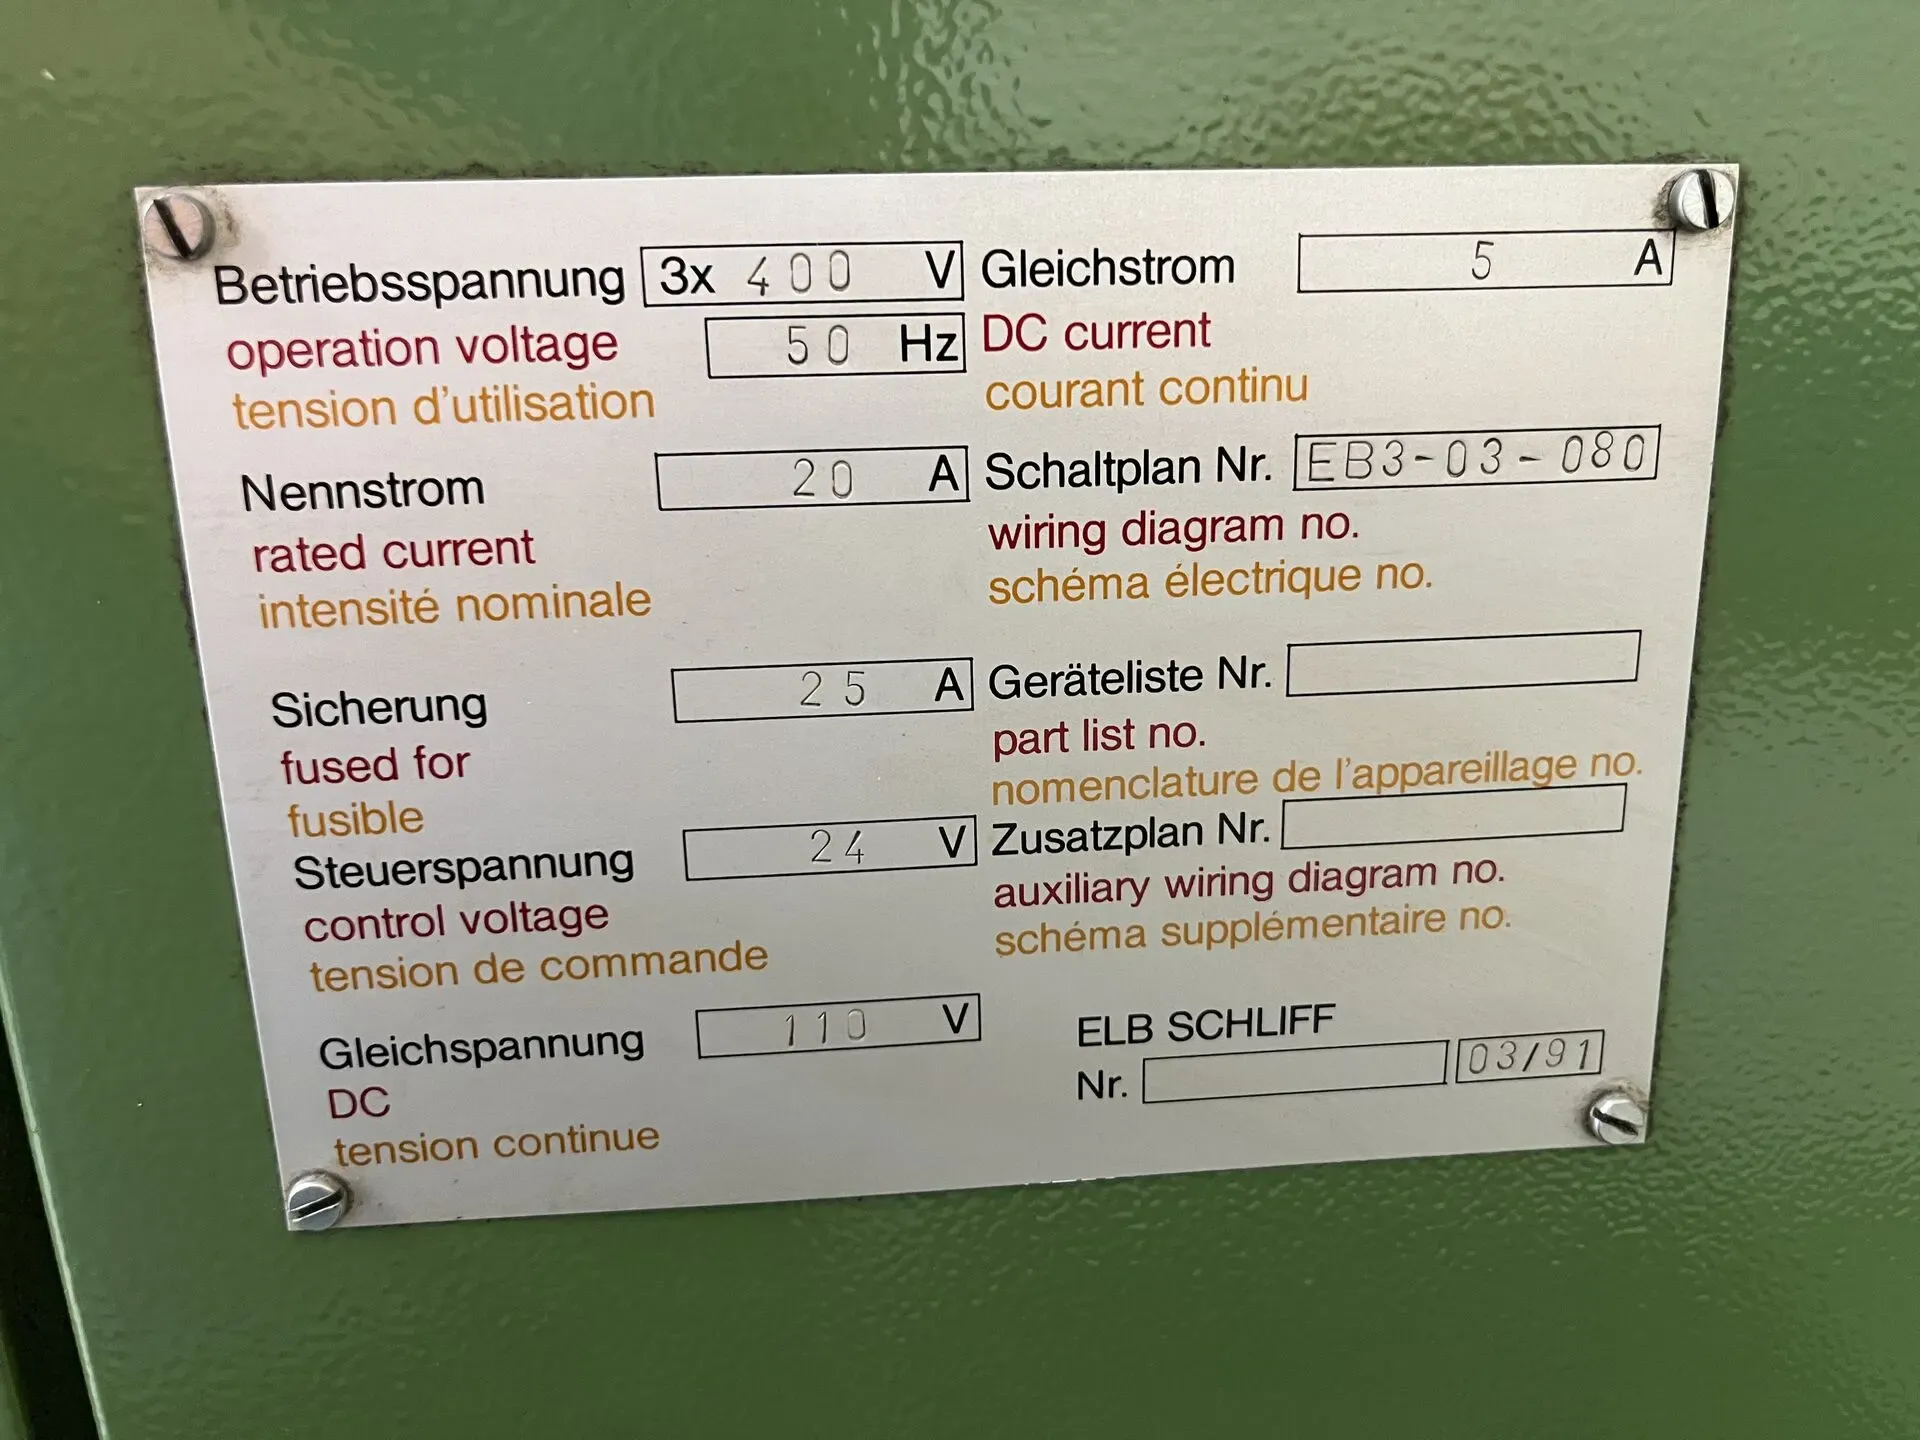 Betriebsspannung 3x 400 V
operation voltage 50 Hz
tension d'utilisation
Nennstrom 20 A
rated current
intensité nominale
Sicherung 25 A
fused for
fusible
Steuerspannung 24 V
control voltage
tension de commande
Gleichspannung 110 V
DC
tension continue
Gleichstrom 5 A
DC current
courant continu
Schaltplan Nr. EB3-03-080
wiring diagram no.
schéma électrique no.
Geräteliste Nr.
part list no.
nomenclature de l'appareillage no.
Zusatzplan Nr.
auxiliary wiring diagram no.
schéma supplémentaire no.
ELB SCHLIFF
Nr. 03/91